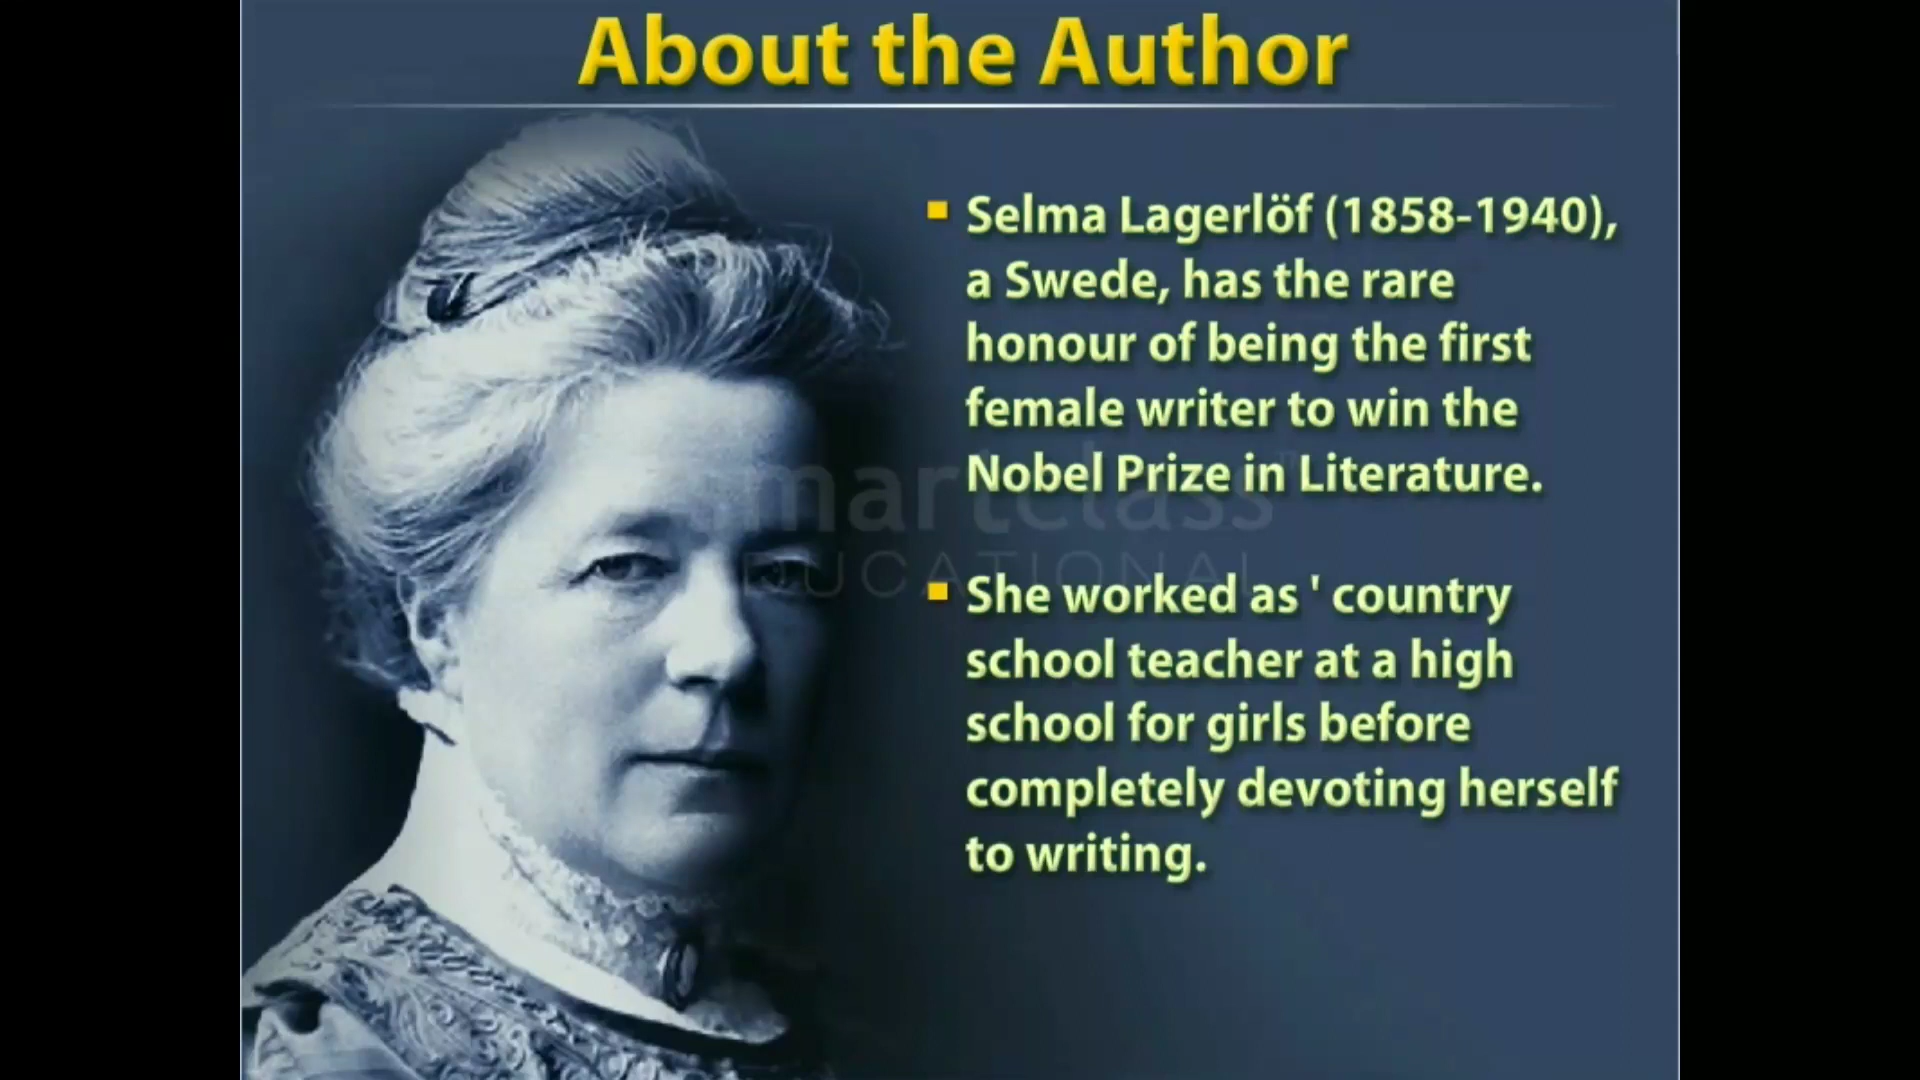 About the Author
Selma Lagerlöf (1858-1940),
a Swede, has the rare
honour of being the first
female writer to win the
Nobel Prize in Literature.
smartclass
EDUCATIONAL
She worked as ' country
school teacher at a high
school for girls before
completely devoting herself
to writing.